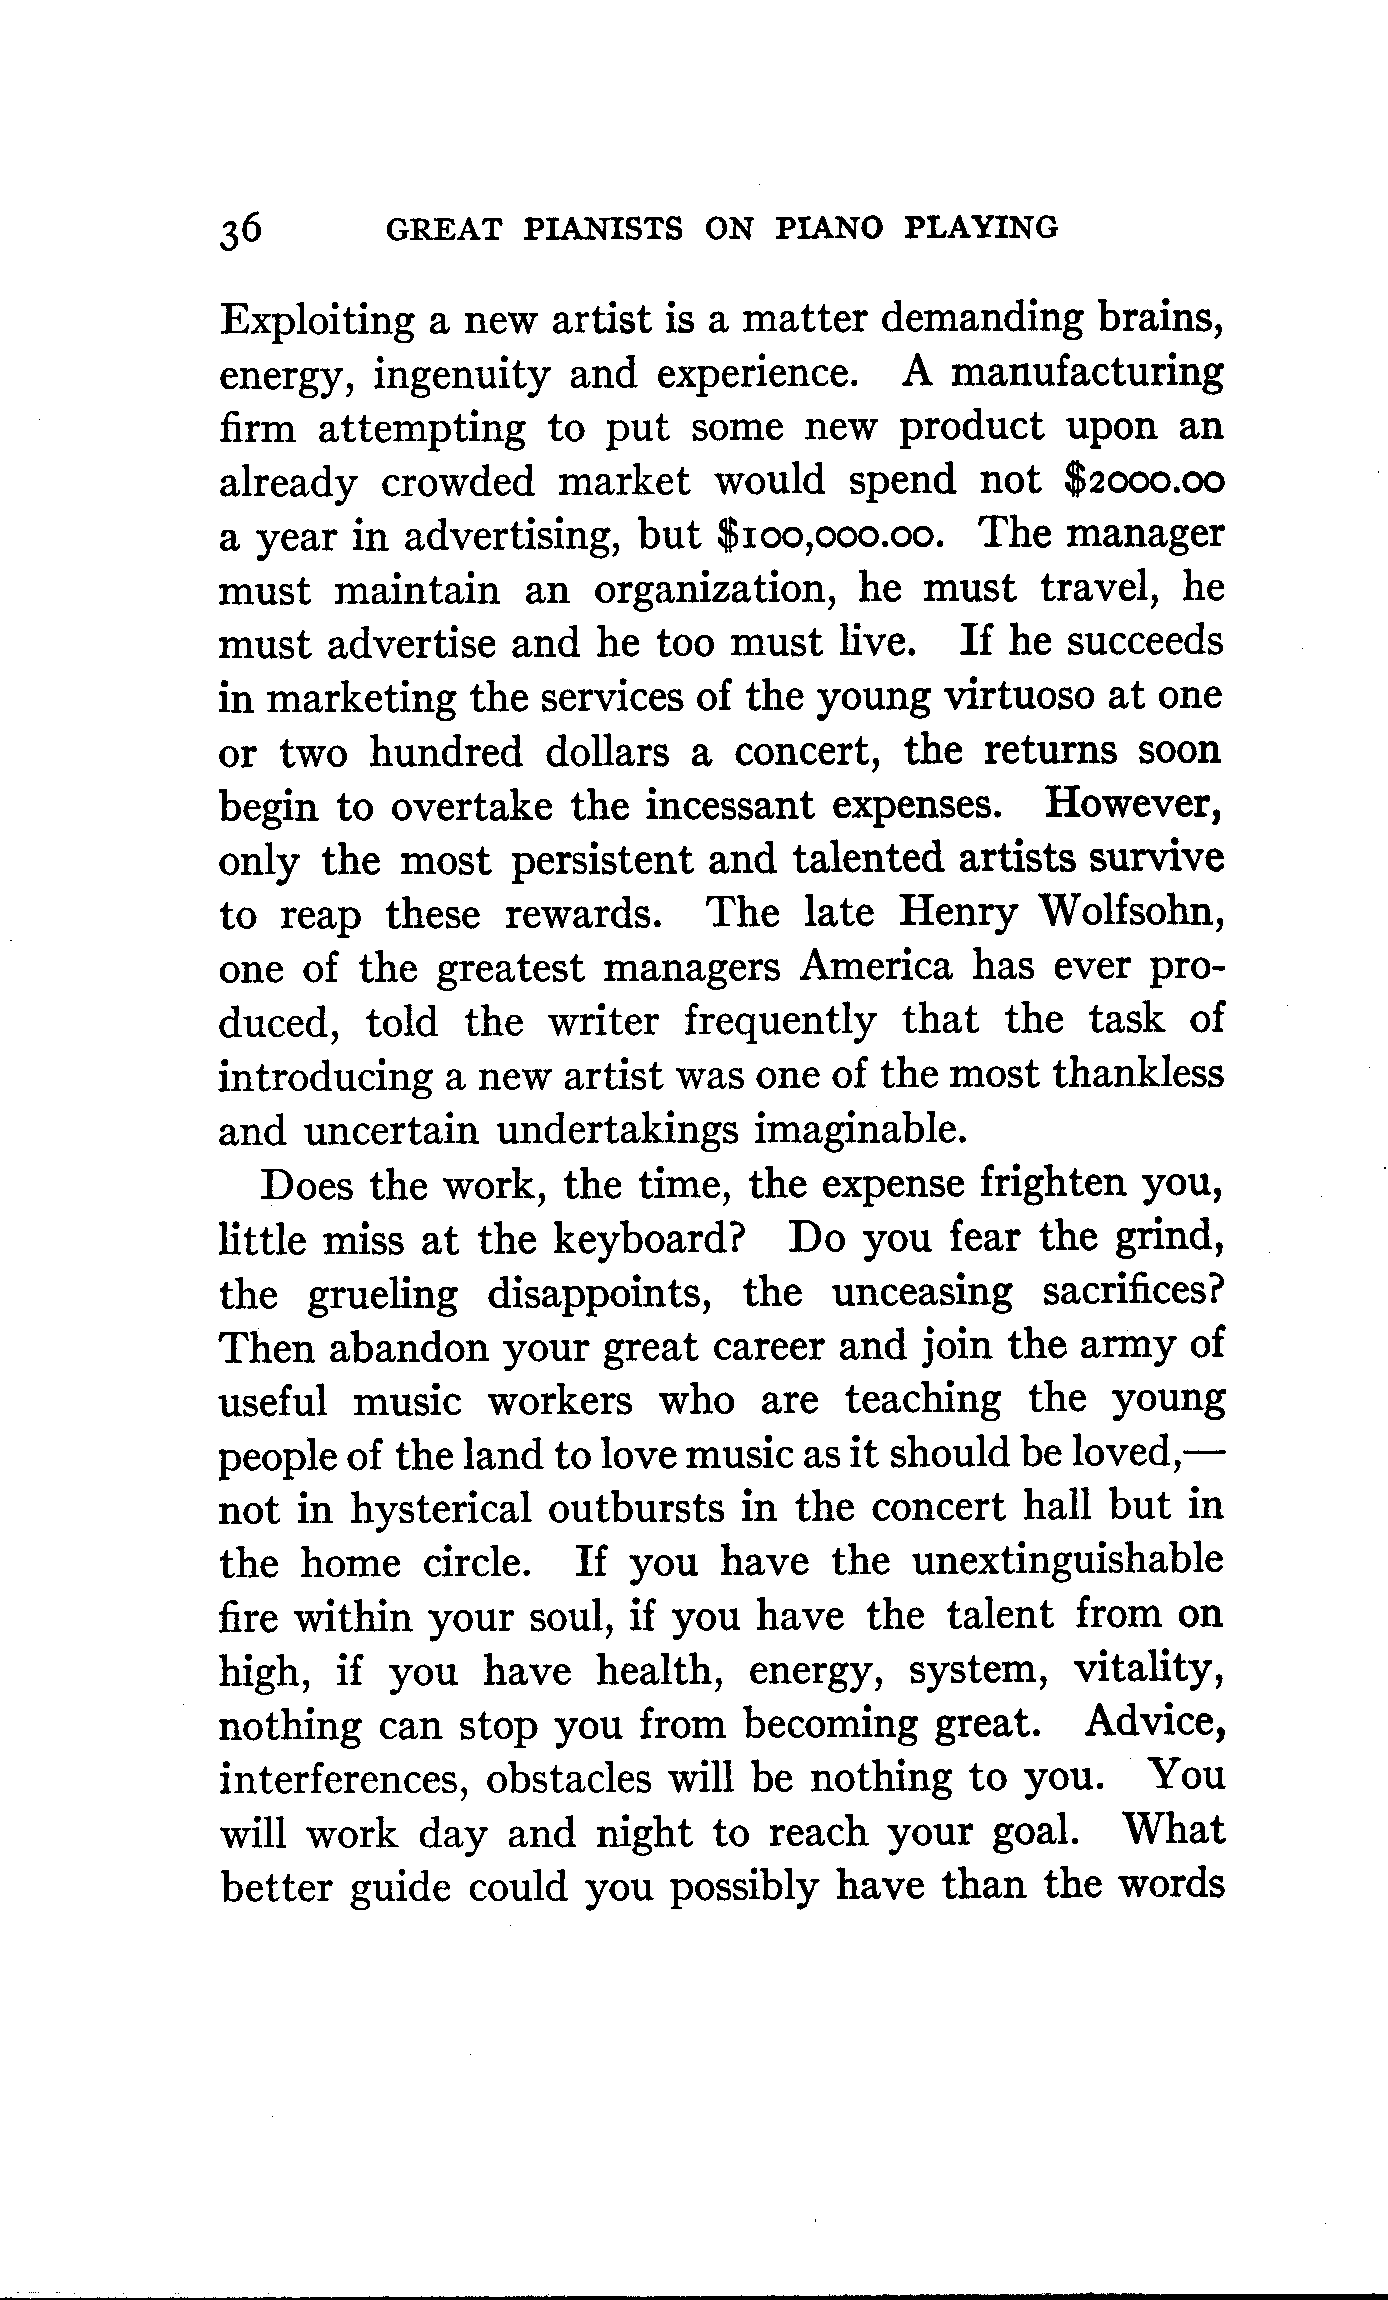 36 GREAT PIANISTS ON PIANO PLAYING
Exploiting a new artist is a matter demanding brains,
energy, ingenuity and experience. A manufacturing
firm attempting to put some new product upon an
already crowded market would spend not $2000.00
a year in advertising, but $100,000.00. The manager
must maintain an organization, he must travel, he
must advertise and he too must live. If he succeeds
in marketing the services of the young virtuoso at one
or two hundred dollars a concert, the returns soon
begin to overtake the incessant expenses. However,
only the most persistent and talented artists survive
to reap these rewards. The late Henry Wolfsohn,
one of the greatest managers America has ever pro-
duced, told the writer frequently that the task of
introducing a new artist was one of the most thankless
and uncertain undertakings imaginable.
Does the work, the time, the expense frighten you,
little miss at the keyboard? Do you fear the grind,
the grueling disappoints, the unceasing sacrifices?
Then abandon your great career and join the army of
useful music workers who are teaching the young
people of the land to love music as it should be loved,—
not in hysterical outbursts in the concert hall but in
the home circle. If you have the unextinguishable
fire within your soul, if you have the talent from on
high, if you have health, energy, system, vitality,
nothing can stop you from becoming great. Advice,
interferences, obstacles will be nothing to you. You
will work day and night to reach your goal. What
better guide could you possibly have than the words